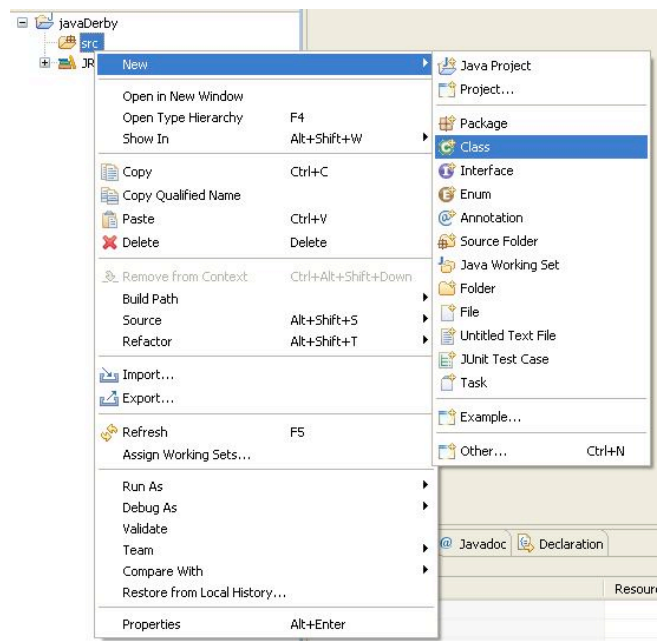 javaDerby
src
JR
New
Open in New Window
Open Type Hierarchy F4
Show In Alt+Shift+W
Copy Ctrl+C
Copy Qualified Name
Paste Ctrl+V
Delete Delete
Remove from Context Ctrl+Alt+Shift+Down
Build Path
Source Alt+Shift+S
Refactor Alt+Shift+T
Import...
Export...
Refresh F5
Assign Working Sets...
Run As
Debug As
Validate
Team
Compare With
Restore from Local History...
Properties Alt+Enter
Java Project
Project...
Package
Class
Interface
Enum
Annotation
Source Folder
Java Working Set
Folder
File
Untitled Text File
JUnit Test Case
Task
Example...
Other... Ctrl+N
@ Javadoc Declaration
Resour